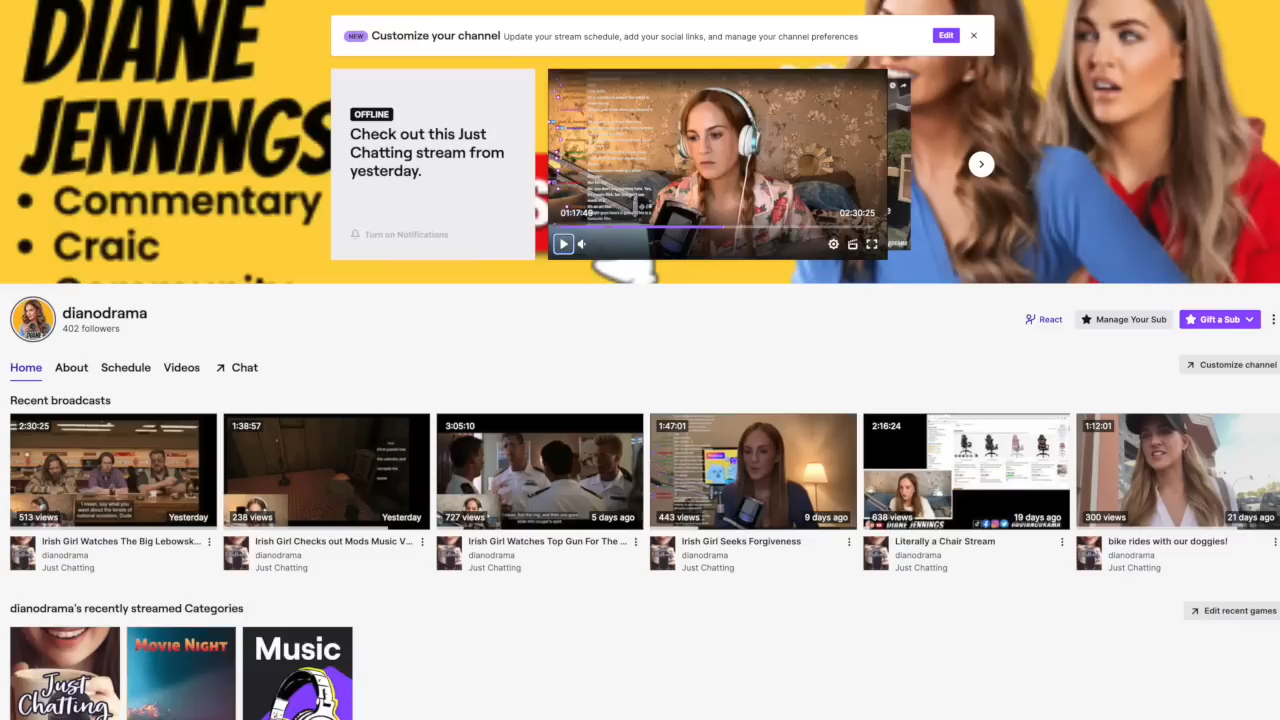 DIANE
JENNINGS
• Commentary
• Craic
NEW Customize your channel Update your stream schedule, add your social links, and manage your channel preferences Edit
OFFLINE
Check out this Just
Chatting stream from
yesterday.
Turn on Notifications
01:17:49
02:30:25
dianodrama
402 followers
React
Manage Your Sub
Gift a Sub
Home About Schedule Videos Chat
Customize channel
Recent broadcasts
2:30:25
513 views
Yesterday
Irish Girl Watches The Big Lebowsk...
dianodrama
Just Chatting
1:38:57
238 views
Yesterday
Irish Girl Checks out Mods Music V...
dianodrama
Just Chatting
3:05:10
727 views
5 days ago
Irish Girl Watches Top Gun For The ...
dianodrama
Just Chatting
1:47:01
443 views
9 days ago
Irish Girl Seeks Forgiveness
dianodrama
Just Chatting
2:16:24
638 views
19 days ago
DIANE JENNINGS
Literally a Chair Stream
dianodrama
Just Chatting
1:12:01
300 views
21 days ago
bike rides with our doggies!
dianodrama
Just Chatting
dianodrama's recently streamed Categories
Edit recent games
Just
Chatting
Movie Night
Music